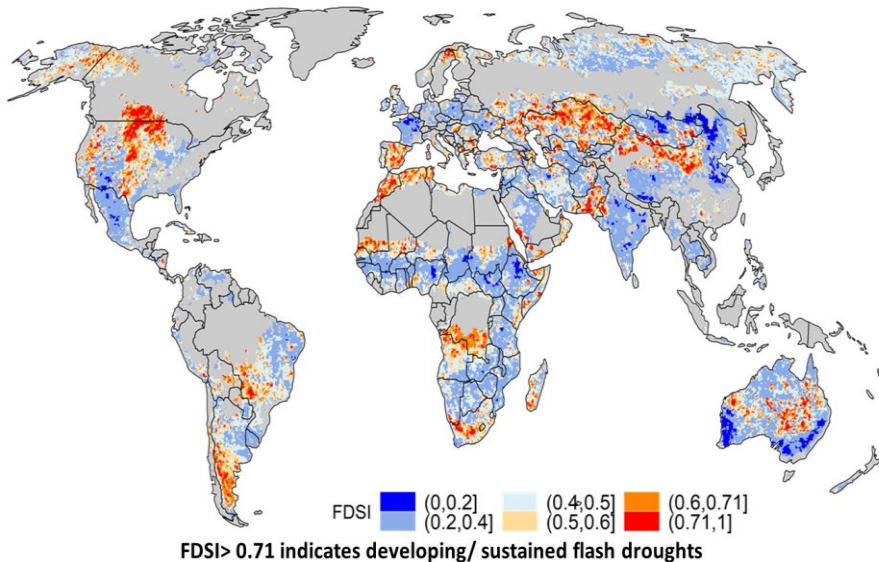 FDSI (0,0.2] (0.4,0.5] (0.6,0.71]
(0.2,0.4] (0.5,0.6] (0.71,1]
FDSI> 0.71 indicates developing/ sustained flash droughts